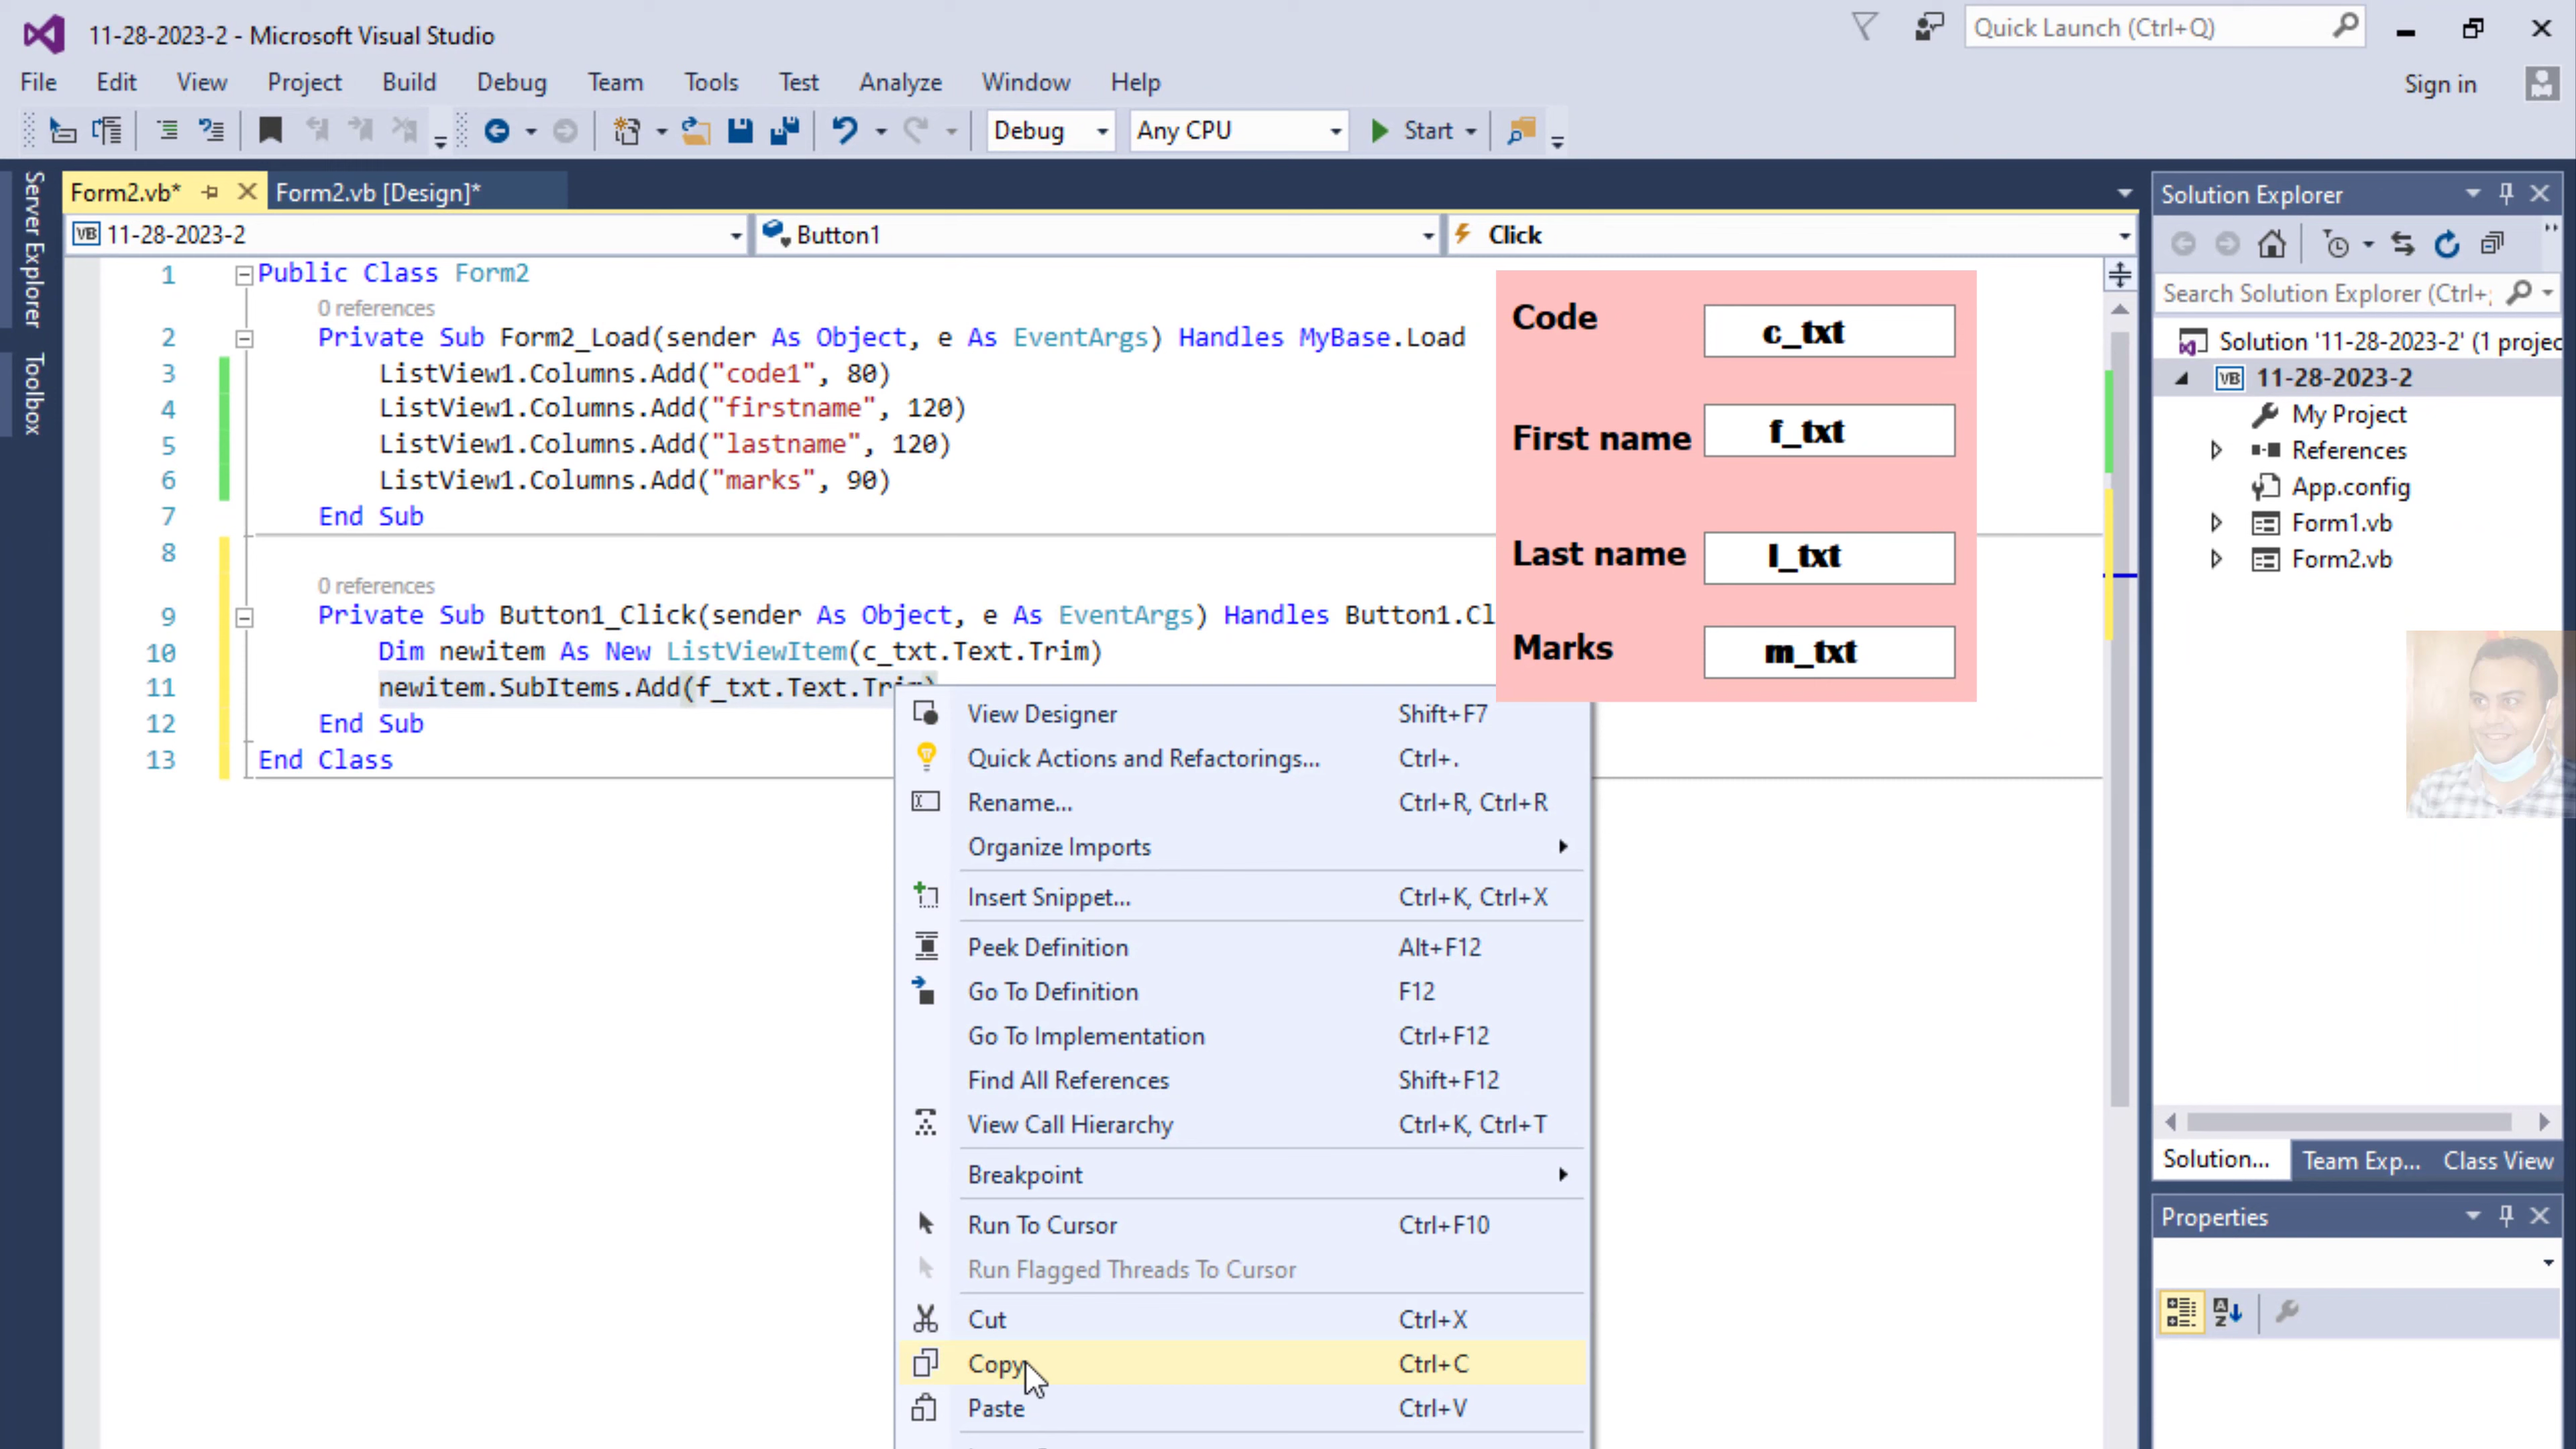 11-28-2023-2 - Microsoft Visual Studio
Quick Launch (Ctrl+Q)
File Edit View Project Build Debug Team Tools Test Analyze Window Help
Sign in
Debug Any CPU Start
Server Explorer
Toolbox
Form2.vb* Form2.vb [Design]*
11-28-2023-2 Button1 Click
1 Public Class Form2
0 references
2 Private Sub Form2_Load(sender As Object, e As EventArgs) Handles MyBase.Load
3 ListView1.Columns.Add("code1", 80)
4 ListView1.Columns.Add("firstname", 120)
5 ListView1.Columns.Add("lastname", 120)
6 ListView1.Columns.Add("marks", 90)
7 End Sub
8
0 references
9 Private Sub Button1_Click(sender As Object, e As EventArgs) Handles Button1.Cl
10 Dim newitem As New ListViewItem(c_txt.Text.Trim)
11 newitem.SubItems.Add(f_txt.Text.Trim)
12 End Sub
13 End Class
Code c_txt
First name f_txt
Last name l_txt
Marks m_txt
View Designer Shift+F7
Quick Actions and Refactorings... Ctrl+.
Rename... Ctrl+R, Ctrl+R
Organize Imports
Insert Snippet... Ctrl+K, Ctrl+X
Peek Definition Alt+F12
Go To Definition F12
Go To Implementation Ctrl+F12
Find All References Shift+F12
View Call Hierarchy Ctrl+K, Ctrl+T
Breakpoint
Run To Cursor Ctrl+F10
Run Flagged Threads To Cursor
Cut Ctrl+X
Copy Ctrl+C
Paste Ctrl+V
Solution Explorer
Search Solution Explorer (Ctrl+;
Solution '11-28-2023-2' (1 projec
VB 11-28-2023-2
My Project
References
App.config
Form1.vb
Form2.vb
Solution... Team Exp... Class View
Properties